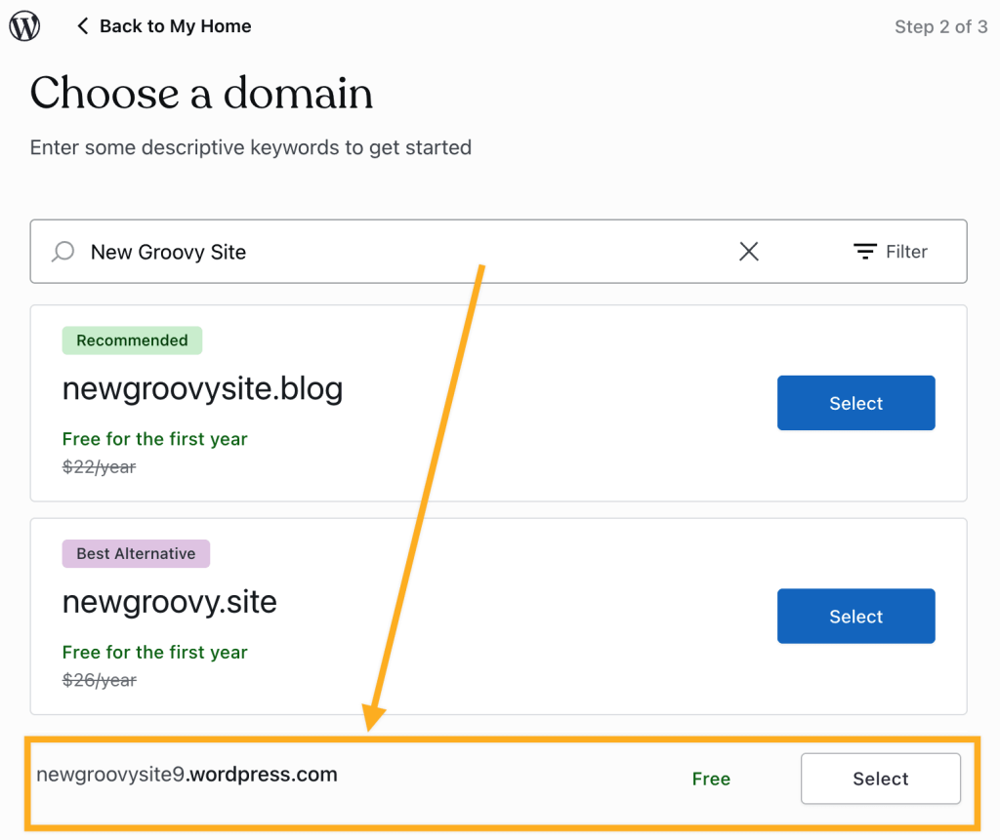 Back to My Home
Step 2 of 3
Choose a domain
Enter some descriptive keywords to get started
New Groovy Site
Filter
Recommended
newgroovysite.blog
Free for the first year
$22/year
Select
Best Alternative
newgroovy.site
Free for the first year
$26/year
Select
newgroovysite9.wordpress.com
Free
Select